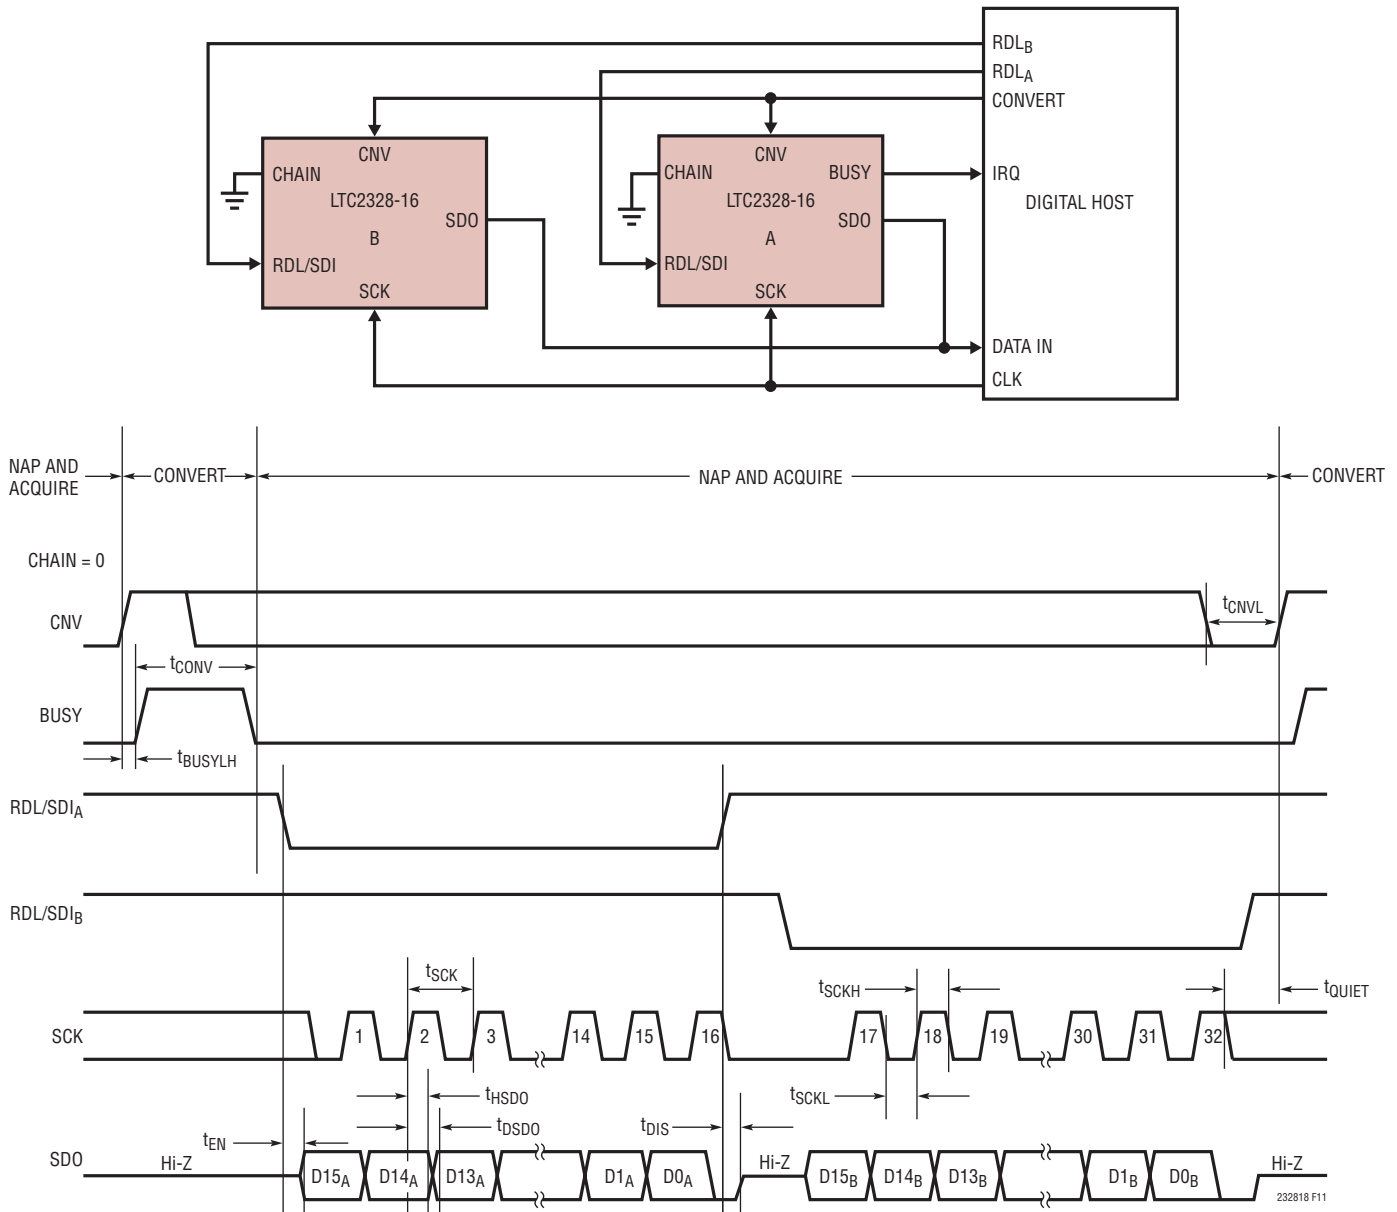 RDLB
RDLA
CONVERT
CNV
CHAIN
LTC2328-16
B
SDO
RDL/SDI
SCK
CNV
CHAIN
BUSY
LTC2328-16
A
SDO
RDL/SDI
SCK
IRQ
DIGITAL HOST
DATA IN
CLK
NAP AND
ACQUIRE
CONVERT
NAP AND ACQUIRE
CONVERT
CHAIN = 0
CNV
tCNVL
tCONV
BUSY
tBUSYLH
RDL/SDIA
RDL/SDIB
tSCK
tSCKH
tQUIET
SCK
1
2
3
14
15
16
17
18
19
30
31
32
tHSDO
tSCKL
tEN
tDSDO
tDIS
SDO
Hi-Z
D15A
D14A
D13A
D1A
D0A
Hi-Z
D15B
D14B
D13B
D1B
D0B
Hi-Z
232818 F11